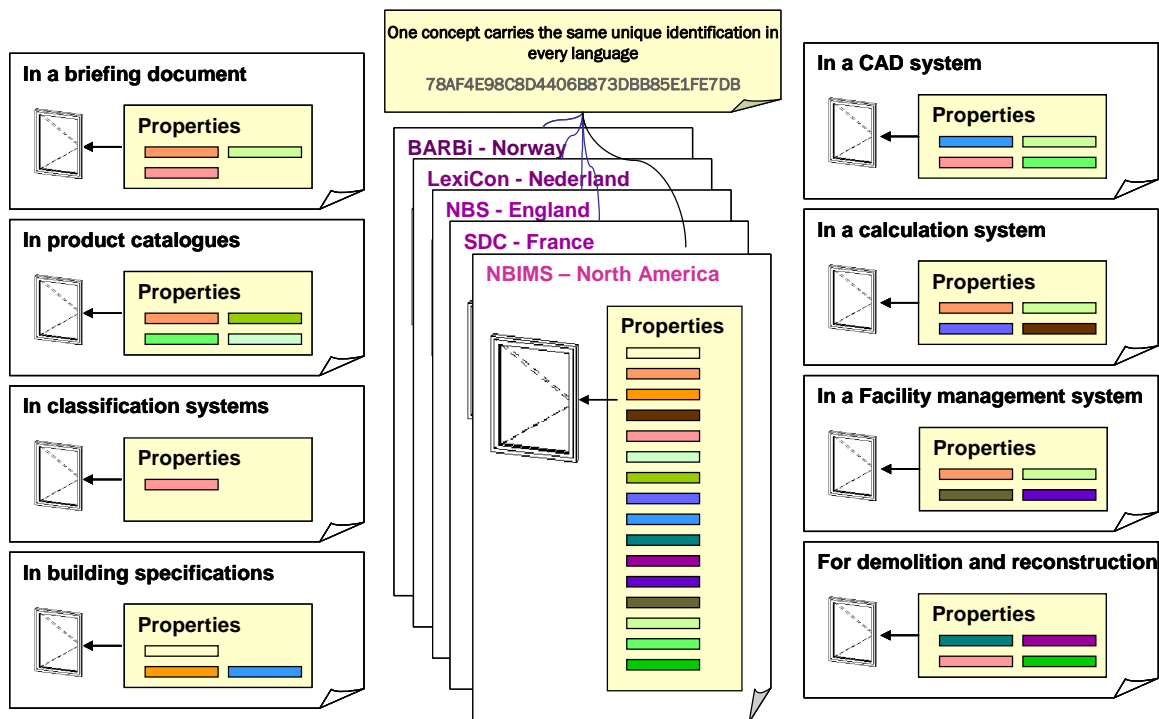 In a briefing document
Properties
In product catalogues
Properties
In classification systems
Properties
In building specifications
Properties
One concept carries the same unique identification in
every language
78AF4E98C8D4406B873DBB85E1FE7DB
BARBi - Norway
LexiCon - Nederland
NBS - England
SDC - France
NBIMS – North America
Properties
In a CAD system
Properties
In a calculation system
Properties
In a Facility management system
Properties
For demolition and reconstruction
Properties